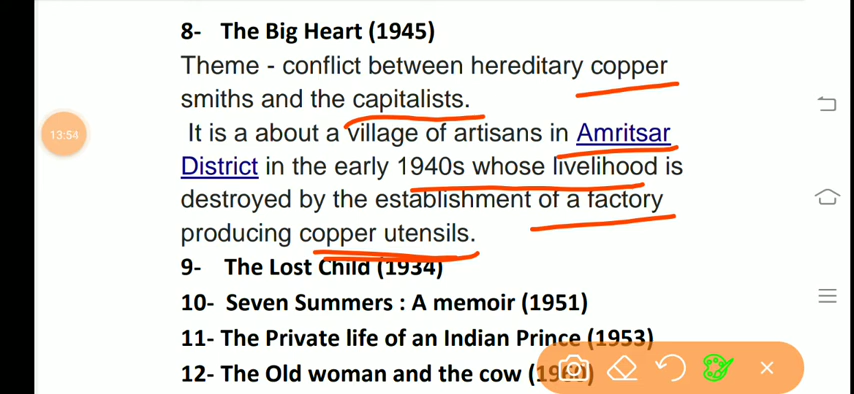 8- The Big Heart (1945)
Theme - conflict between hereditary copper
smiths and the capitalists.
It is a about a village of artisans in Amritsar
13:54
District in the early 1940s whose livelihood is
destroyed by the establishment of a factory
producing copper utensils.
9- The Lost Child (1934)
10- Seven Summers : A memoir (1951)
11- The Private life of an Indian Prince (1953)
12- The Old woman and the cow (1960)